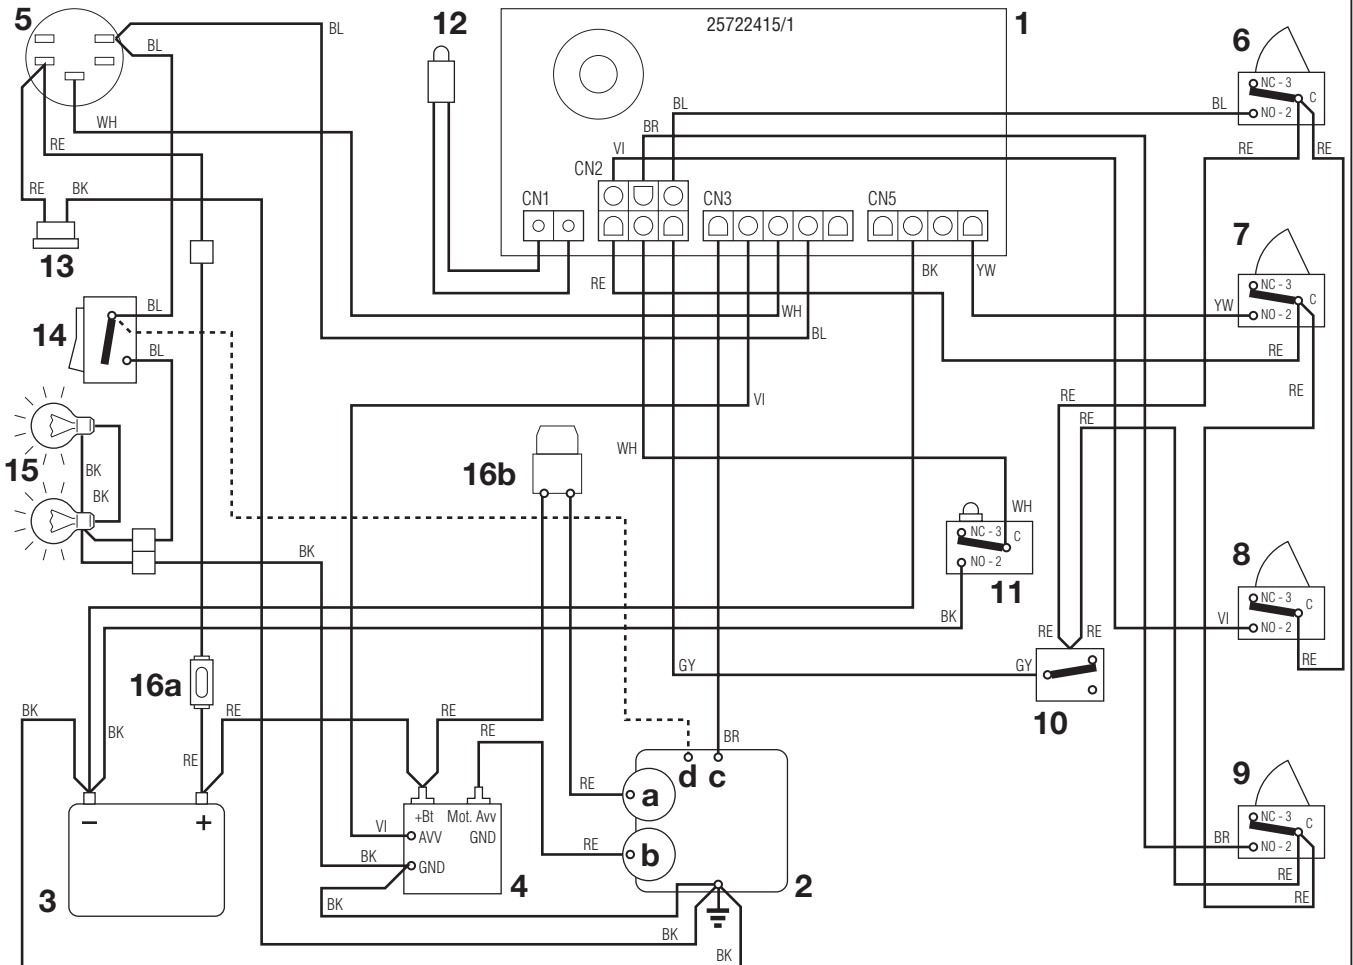 5
BL
12
25722415/1
1
6
BL
NC - 3
C
NO - 2
BL
BL
WH
BR
RE
VI
RE
RE
CN2
RE
BK
CN1
CN3
CN5
7
13
RE
BK
YW
NC - 3
C
YW
NO - 2
BL
WH
14
BL
BL
RE
VI
RE
RE
RE
15
BK
BK
16b
WH
WH
NC - 3
C
NO - 2
BK
11
8
NC - 3
C
VI
NO - 2
BK
RE
RE
RE
16a
GY
GY
10
BK
BK
RE
RE
RE
RE
BR
d
c
9
NC - 3
C
BR
NO - 2
RE
RE
RE
a
−
+
+Bt
Mot. Avv
VI
AVV
GND
RE
b
BK
GND
3
4
2
BK
BK
BK